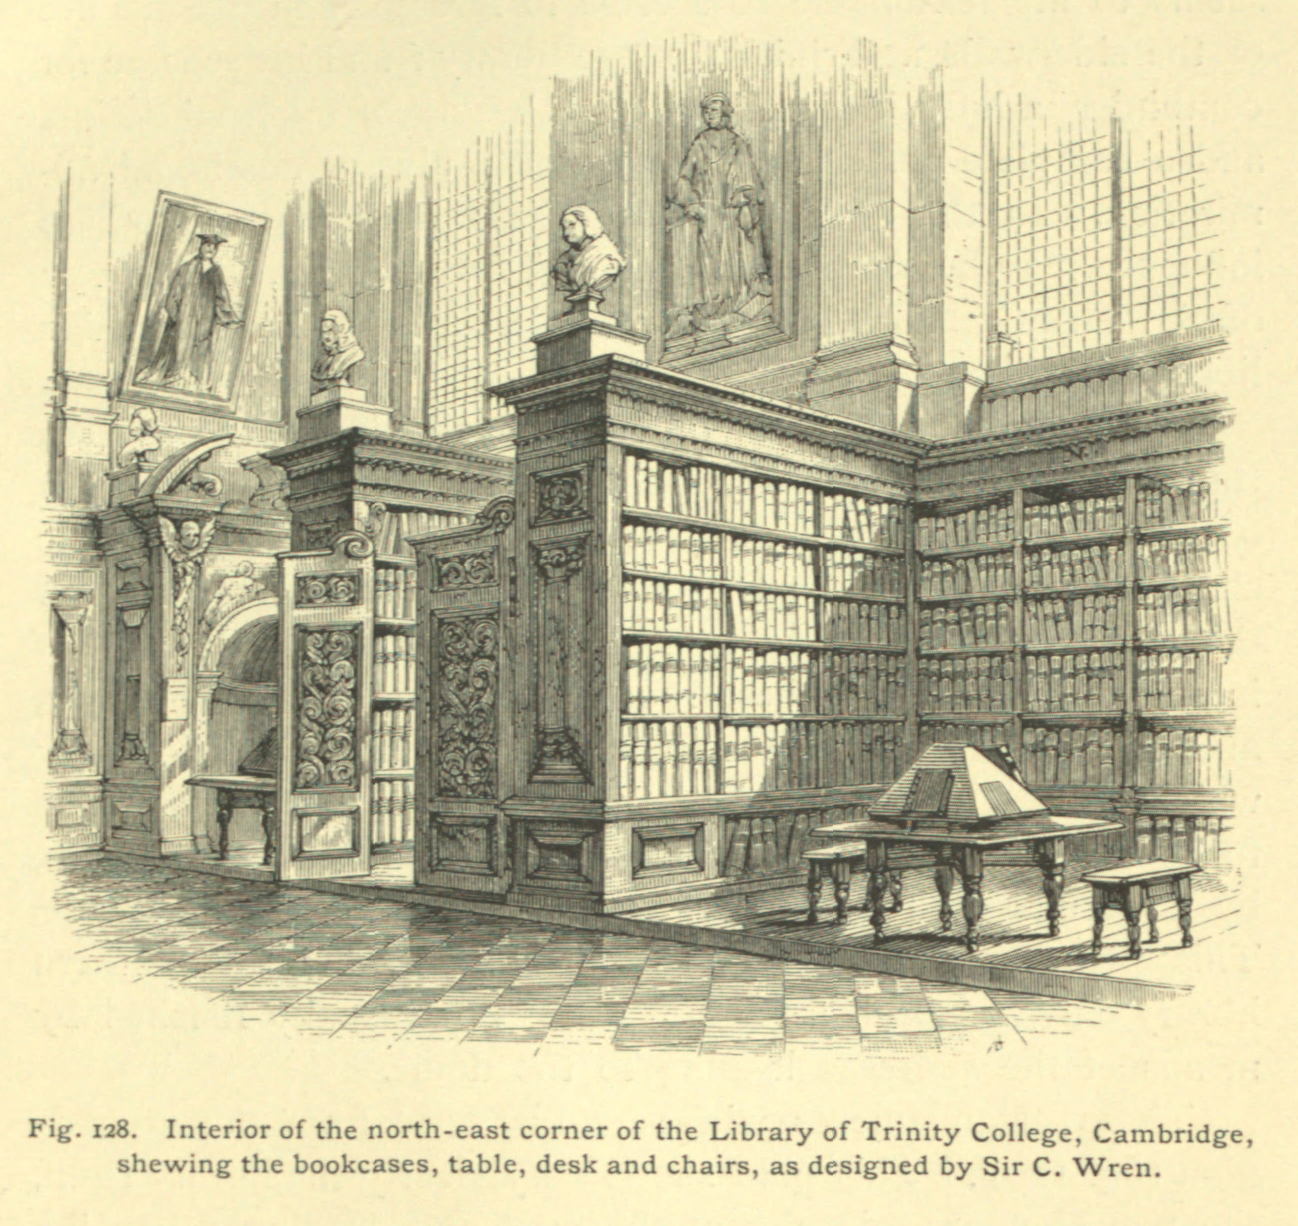 Fig. 128. Interior of the north-east corner of the Library of Trinity College, Cambridge,
shewing the bookcases, table, desk and chairs, as designed by Sir C. Wren.